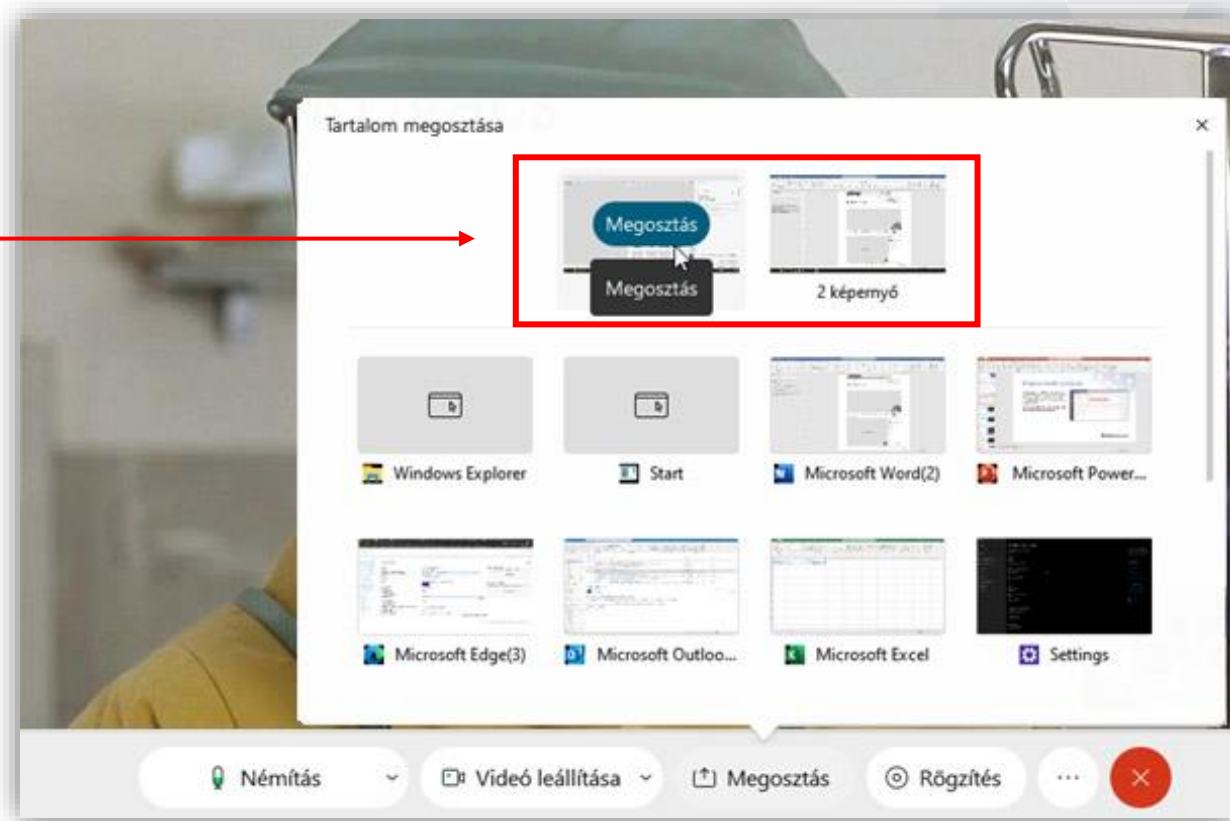 Tartalom megosztása
Megosztás
Megosztás
2 képernyő
Windows Explorer
Start
Microsoft Word(2)
Microsoft Power...
Microsoft Edge(3)
Microsoft Outloo...
Microsoft Excel
Settings
Némítás
Videó leállítása
Megosztás
Rögzítés